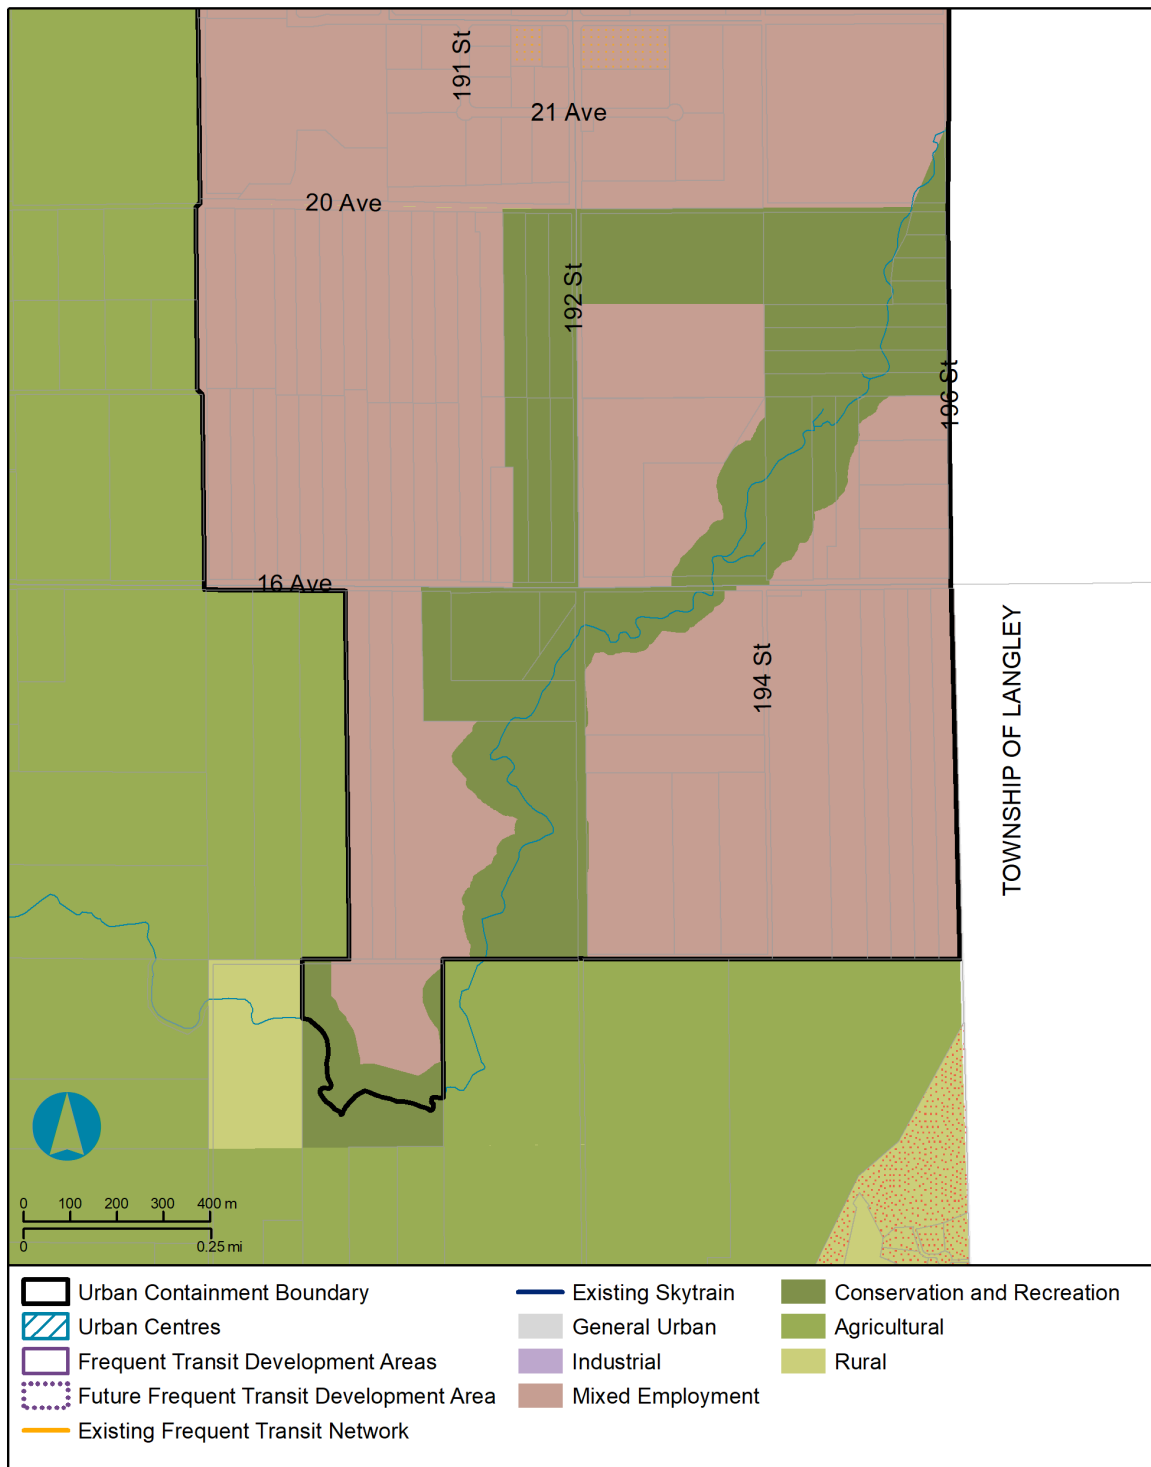 191 St
21 Ave
20 Ave
192 St
196 St
16 Ave
194 St
TOWNSHIP OF LANGLEY
0 100 200 300 400 m
0 0.25 mi
Urban Containment Boundary
Urban Centres
Frequent Transit Development Areas
Future Frequent Transit Development Area
Existing Frequent Transit Network
Existing Skytrain
General Urban
Industrial
Mixed Employment
Conservation and Recreation
Agricultural
Rural